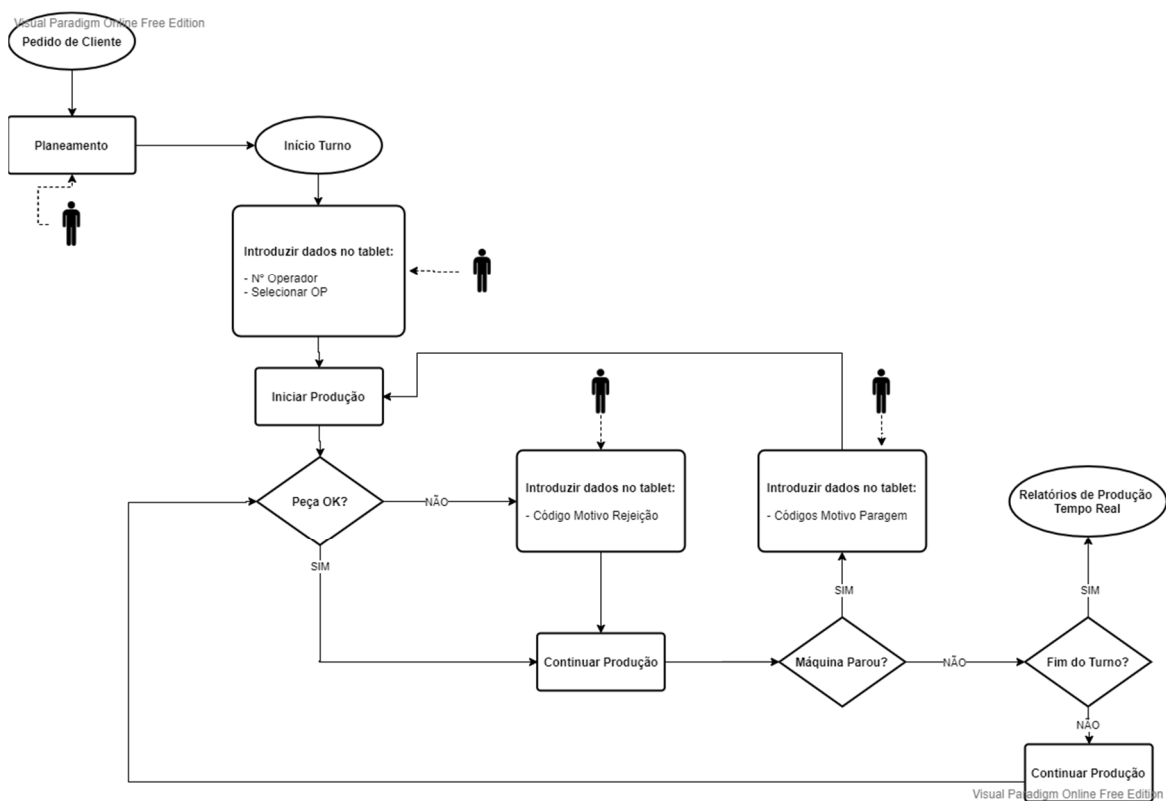 Visual Paradigm Online Free Edition
Pedido de Cliente
Planeamento
Início Turno
Introduzir dados no tablet:
- Nº Operador
- Selecionar OP
Iniciar Produção
Peça OK?
NÃO
Introduzir dados no tablet:
- Código Motivo Rejeição
Introduzir dados no tablet:
- Códigos Motivo Paragem
Relatórios de Produção
Tempo Real
SIM
SIM
SIM
Continuar Produção
Máquina Parou?
NÃO
Fim do Turno?
NÃO
Continuar Produção
Visual Paradigm Online Free Edition